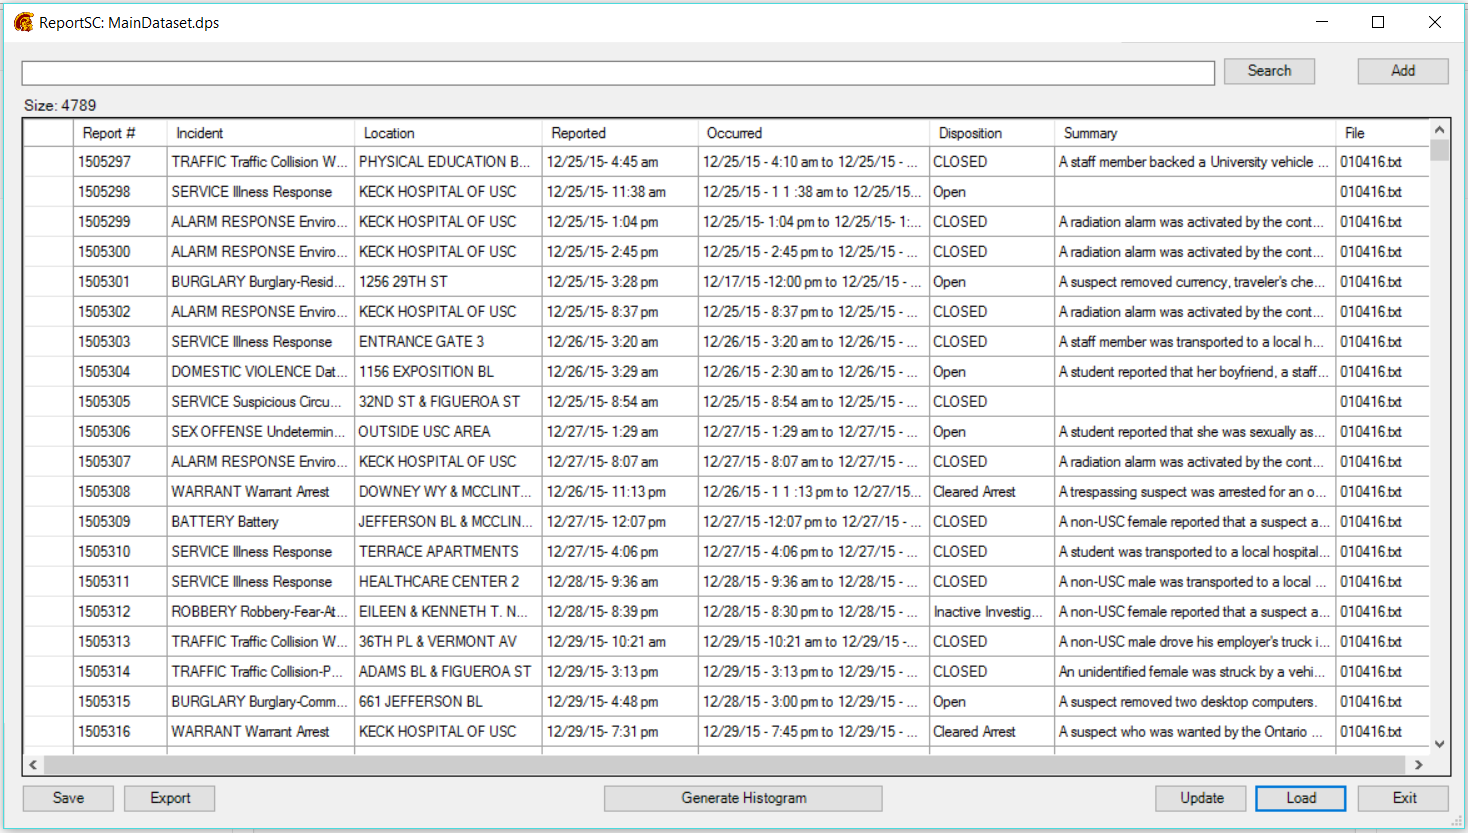 ReportSC: MainDataset.dps
Search Add
Size: 4789
Report # Incident Location Reported Occurred Disposition Summary File
1505297 TRAFFIC Traffic Collision W... PHYSICAL EDUCATION B... 12/25/15- 4:45 am 12/25/15 - 4:10 am to 12/25/15 - ... CLOSED A staff member backed a University vehicle ... 010416.txt
1505298 SERVICE Illness Response KECK HOSPITAL OF USC 12/25/15- 11:38 am 12/25/15 - 1 1 :38 am to 12/25/15... Open 010416.txt
1505299 ALARM RESPONSE Enviro... KECK HOSPITAL OF USC 12/25/15- 1:04 pm 12/25/15- 1:04 pm to 12/25/15- 1:... CLOSED A radiation alarm was activated by the cont... 010416.txt
1505300 ALARM RESPONSE Enviro... KECK HOSPITAL OF USC 12/25/15- 2:45 pm 12/25/15 - 2:45 pm to 12/25/15 - ... CLOSED A radiation alarm was activated by the cont... 010416.txt
1505301 BURGLARY Burglary-Resid... 1256 29TH ST 12/25/15- 3:28 pm 12/17/15 -12:00 pm to 12/25/15 - ... Open A suspect removed currency, traveler's che... 010416.txt
1505302 ALARM RESPONSE Enviro... KECK HOSPITAL OF USC 12/25/15- 8:37 pm 12/25/15 - 8:37 pm to 12/25/15 - ... CLOSED A radiation alarm was activated by the cont... 010416.txt
1505303 SERVICE Illness Response ENTRANCE GATE 3 12/26/15- 3:20 am 12/26/15 - 3:20 am to 12/26/15 - ... CLOSED A staff member was transported to a local h... 010416.txt
1505304 DOMESTIC VIOLENCE Dat... 1156 EXPOSITION BL 12/26/15- 3:29 am 12/26/15 - 2:30 am to 12/26/15 - ... Open A student reported that her boyfriend, a staff... 010416.txt
1505305 SERVICE Suspicious Circu... 32ND ST & FIGUEROA ST 12/25/15- 8:54 am 12/25/15 - 8:54 am to 12/25/15 - ... CLOSED 010416.txt
1505306 SEX OFFENSE Undetermin... OUTSIDE USC AREA 12/27/15- 1:29 am 12/27/15 - 1:29 am to 12/27/15 - ... Open A student reported that she was sexually as... 010416.txt
1505307 ALARM RESPONSE Enviro... KECK HOSPITAL OF USC 12/27/15- 8:07 am 12/27/15 - 8:07 am to 12/27/15 - ... CLOSED A radiation alarm was activated by the cont... 010416.txt
1505308 WARRANT Warrant Arrest DOWNEY WY & MCCLINT... 12/26/15- 11:13 pm 12/26/15 - 1 1 :13 pm to 12/27/15... Cleared Arrest A trespassing suspect was arrested for an o... 010416.txt
1505309 BATTERY Battery JEFFERSON BL & MCCLIN... 12/27/15- 12:07 pm 12/27/15 -12:07 pm to 12/27/15 - ... CLOSED A non-USC female reported that a suspect a... 010416.txt
1505310 SERVICE Illness Response TERRACE APARTMENTS 12/27/15- 4:06 pm 12/27/15 - 4:06 pm to 12/27/15 - ... CLOSED A student was transported to a local hospital... 010416.txt
1505311 SERVICE Illness Response HEALTHCARE CENTER 2 12/28/15- 9:36 am 12/28/15 - 9:36 am to 12/28/15 - ... CLOSED A non-USC male was transported to a local ... 010416.txt
1505312 ROBBERY Robbery-Fear-At... EILEEN & KENNETH T. N... 12/28/15- 8:39 pm 12/28/15 - 8:30 pm to 12/28/15 - ... Inactive Investig... A non-USC female reported that a suspect a... 010416.txt
1505313 TRAFFIC Traffic Collision W... 36TH PL & VERMONT AV 12/29/15- 10:21 am 12/29/15 -10:21 am to 12/29/15 -... CLOSED A non-USC male drove his employer's truck i... 010416.txt
1505314 TRAFFIC Traffic Collision-P... ADAMS BL & FIGUEROA ST 12/29/15- 3:13 pm 12/29/15 - 3:13 pm to 12/29/15 - ... CLOSED An unidentified female was struck by a vehi... 010416.txt
1505315 BURGLARY Burglary-Comm... 661 JEFFERSON BL 12/29/15- 4:48 pm 12/28/15 - 3:00 pm to 12/29/15 - ... Open A suspect removed two desktop computers. 010416.txt
1505316 WARRANT Warrant Arrest KECK HOSPITAL OF USC 12/29/15- 7:31 pm 12/29/15 - 7:45 pm to 12/29/15 - ... Cleared Arrest A suspect who was wanted by the Ontario ... 010416.txt
Save Export Generate Histogram Update Load Exit